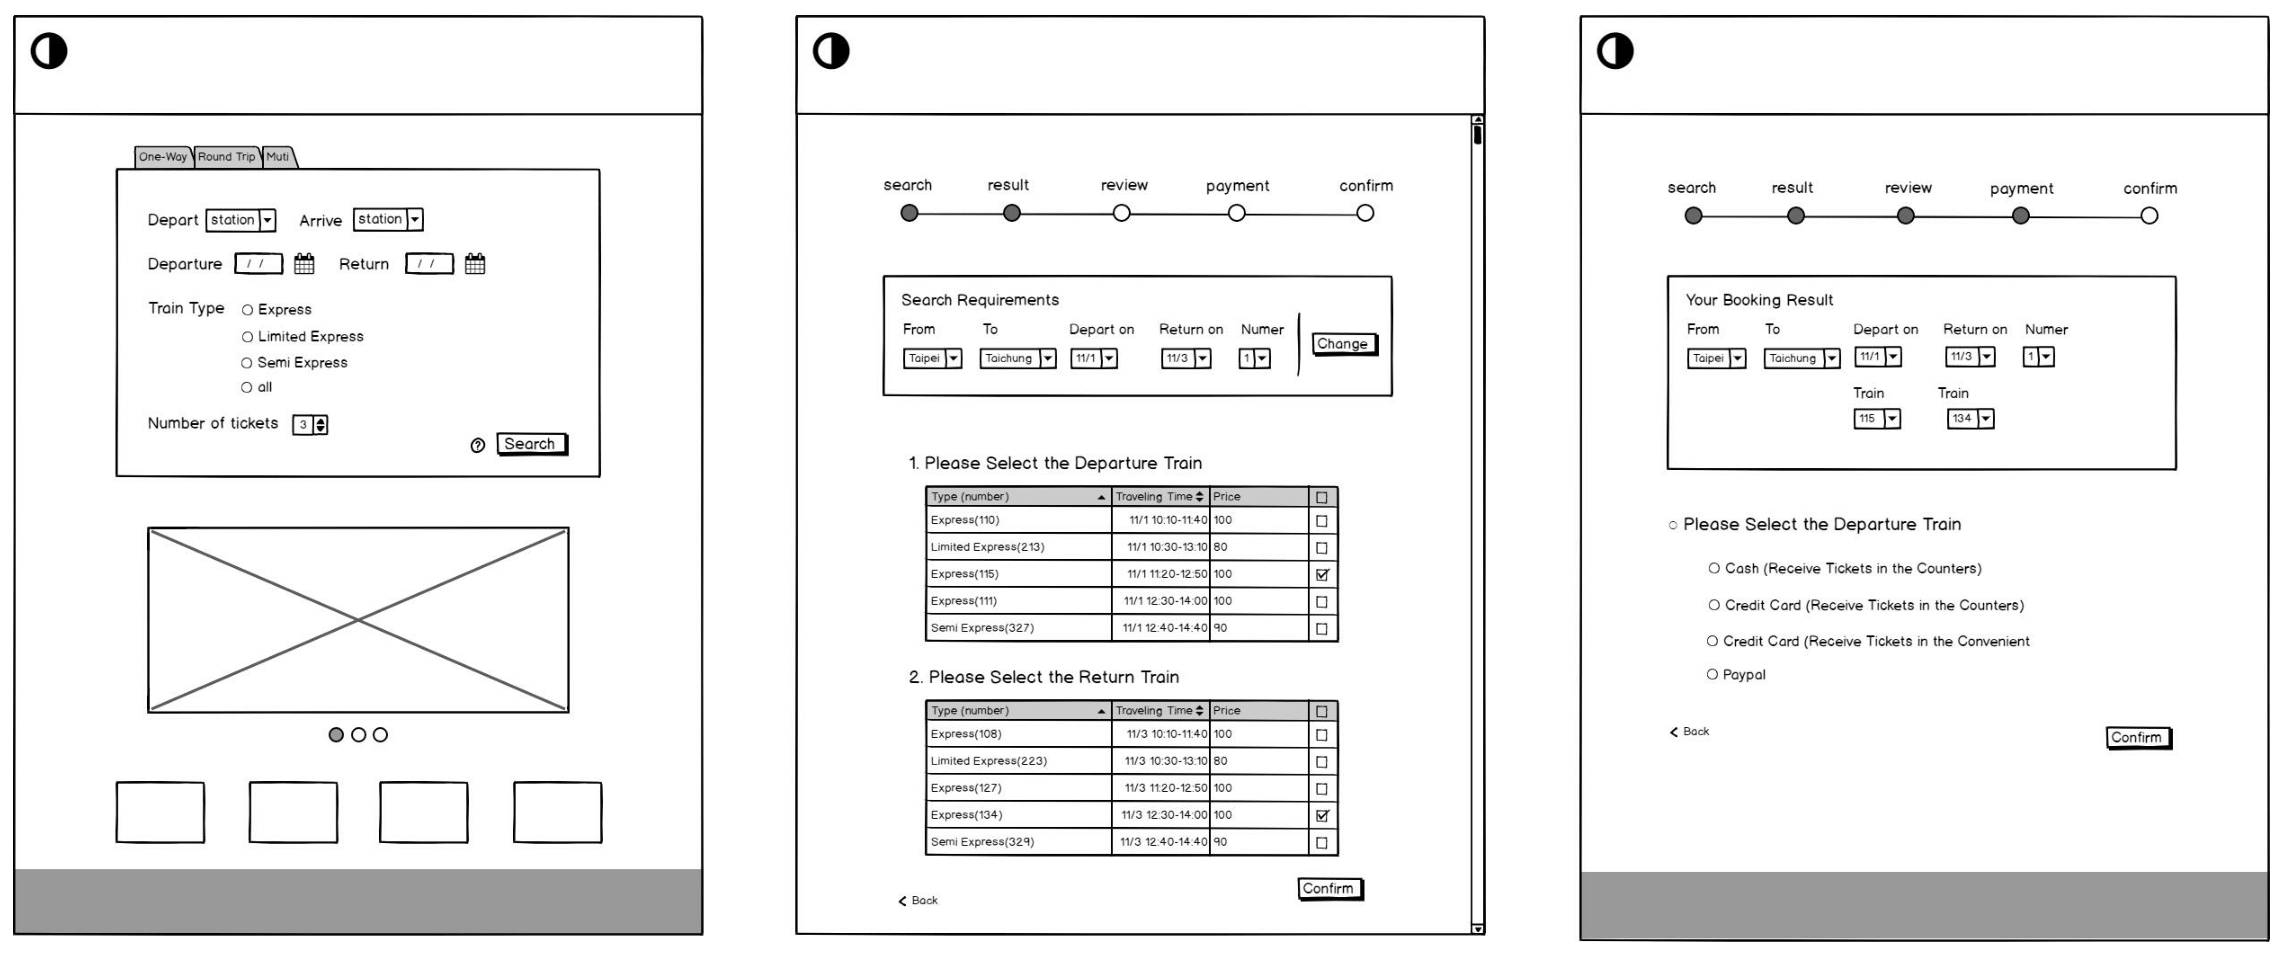 One-Way Round Trip Muti
Depart station Arrive station
Departure / / Return / /
Train Type Express
Limited Express
Semi Express
all
Number of tickets 3
? Search
search result review payment confirm
Search Requirements
From To Depart on Return on Numer
Taipei Taichung 11/1 11/3 1 Change
1. Please Select the Departure Train
Type (number) Traveling Time Price
Express(110) 11/1 10:10-11:40 100
Limited Express(213) 11/1 10:30-13:10 80
Express(115) 11/1 11:20-12:50 100
Express(111) 11/1 12:30-14:00 100
Semi Express(327) 11/1 12:40-14:40 90
2. Please Select the Return Train
Type (number) Traveling Time Price
Express(108) 11/3 10:10-11:40 100
Limited Express(223) 11/3 10:30-13:10 80
Express(127) 11/3 11:20-12:50 100
Express(134) 11/3 12:30-14:00 100
Semi Express(329) 11/3 12:40-14:40 90
Confirm
< Back
search result review payment confirm
Your Booking Result
From To Depart on Return on Numer
Taipei Taichung 11/1 11/3 1
Train Train
115 134
Please Select the Departure Train
Cash (Receive Tickets in the Counters)
Credit Card (Receive Tickets in the Counters)
Credit Card (Receive Tickets in the Convenient
Paypal
< Back Confirm